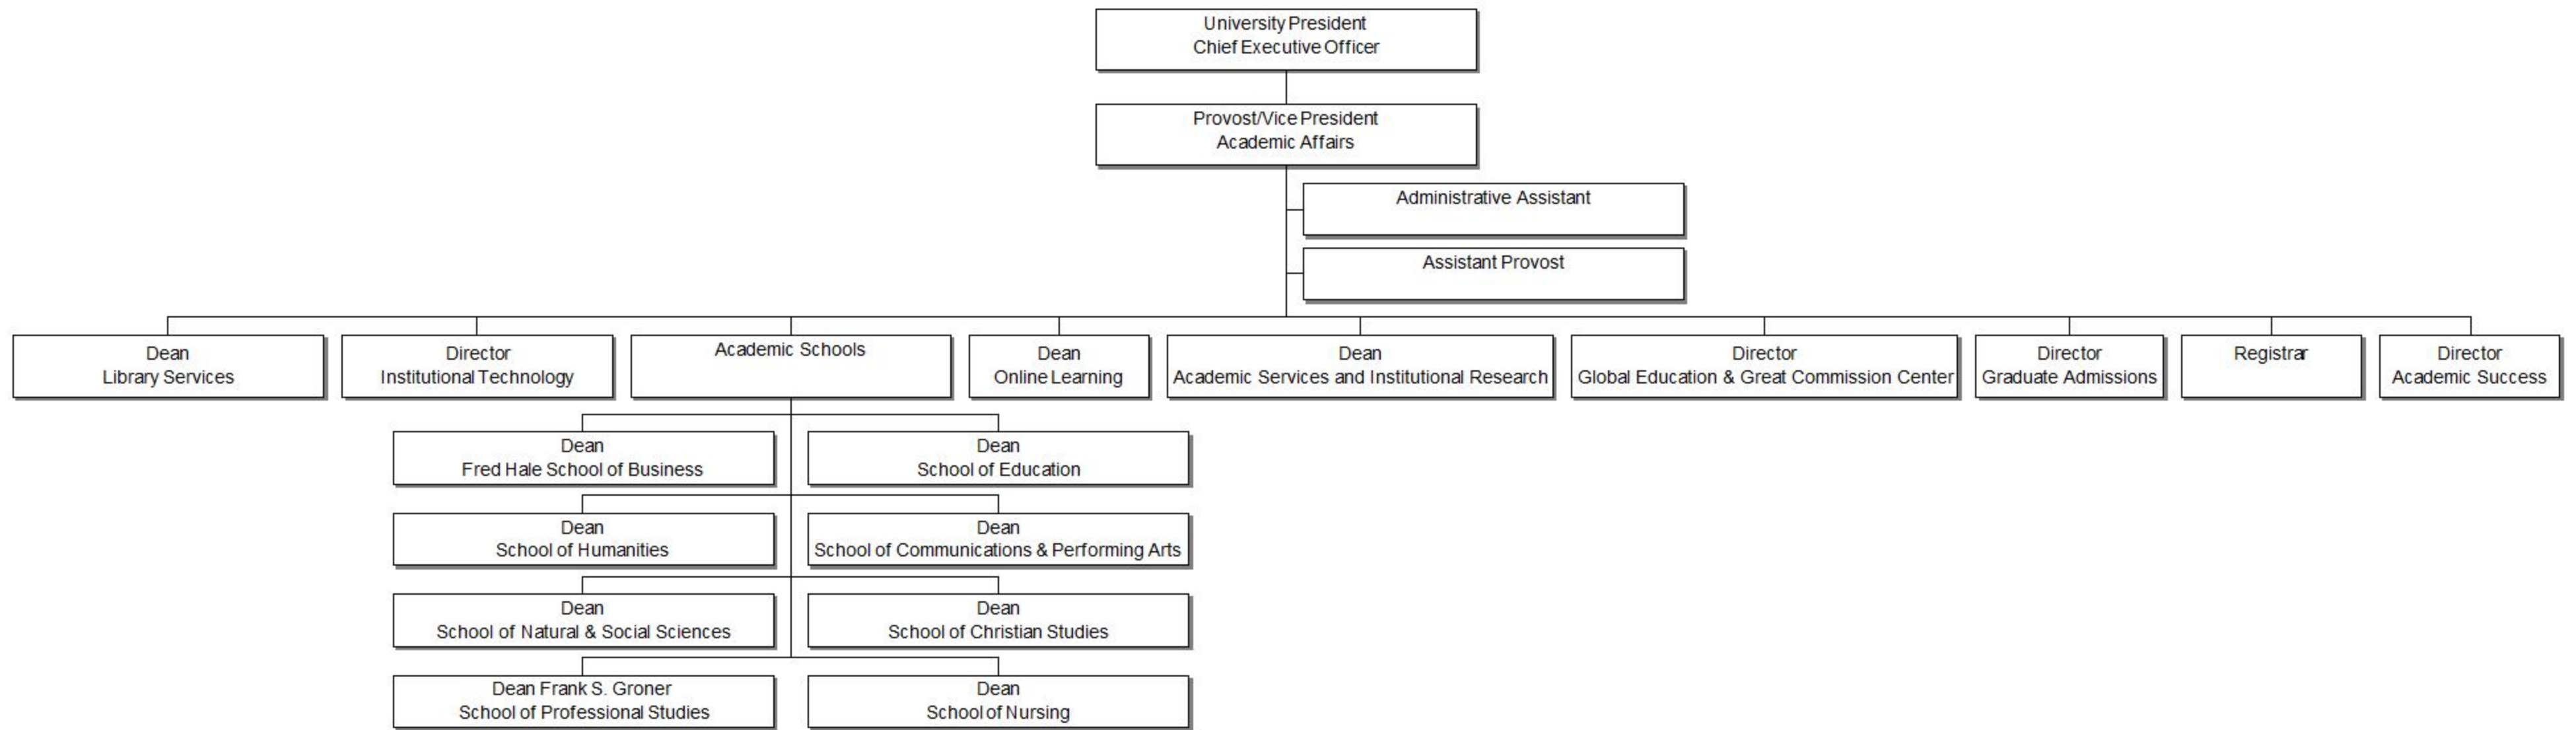 University President
Chief Executive Officer
Provost/Vice President
Academic Affairs
Administrative Assistant
Assistant Provost
Dean
Library Services
Director
Institutional Technology
Academic Schools
Dean
Online Learning
Dean
Academic Services and Institutional Research
Director
Global Education & Great Commission Center
Director
Graduate Admissions
Registrar
Director
Academic Success
Dean
Fred Hale School of Business
Dean
School of Education
Dean
School of Humanities
Dean
School of Communications & Performing Arts
Dean
School of Natural & Social Sciences
Dean
School of Christian Studies
Dean Frank S. Groner
School of Professional Studies
Dean
School of Nursing